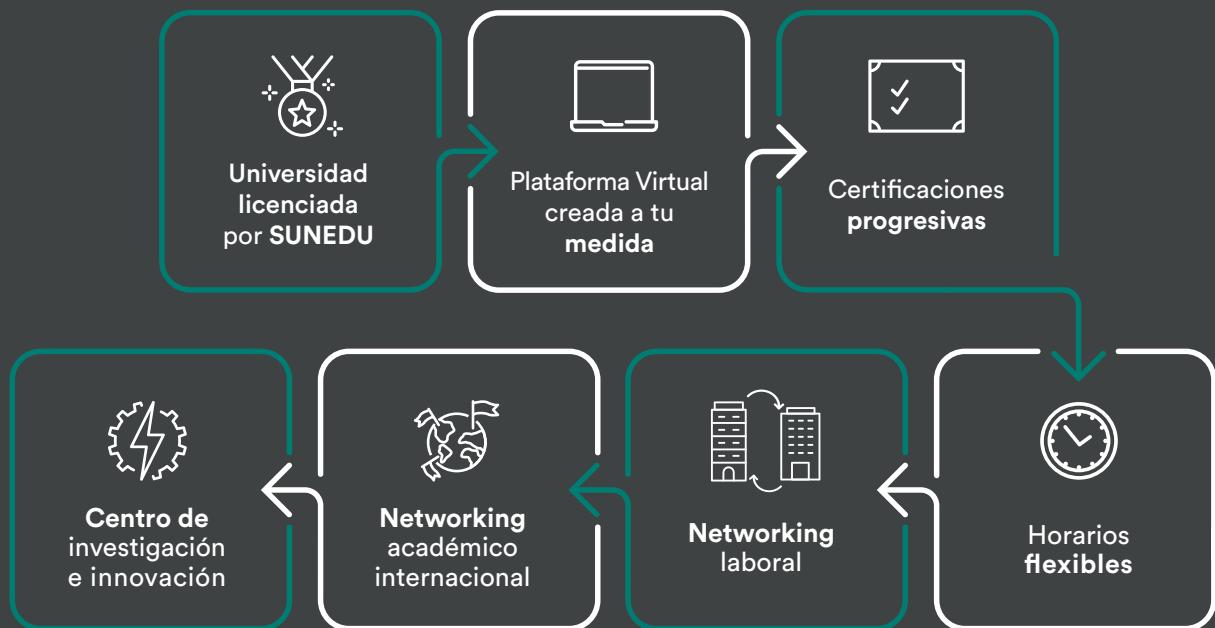 Universidad
licenciada
por SUNEDU
Plataforma Virtual
creada a tu
medida
Certificaciones
progresivas
Horarios
flexibles
Networking
laboral
Networking
académico
internacional
Centro de
investigación
e innovación